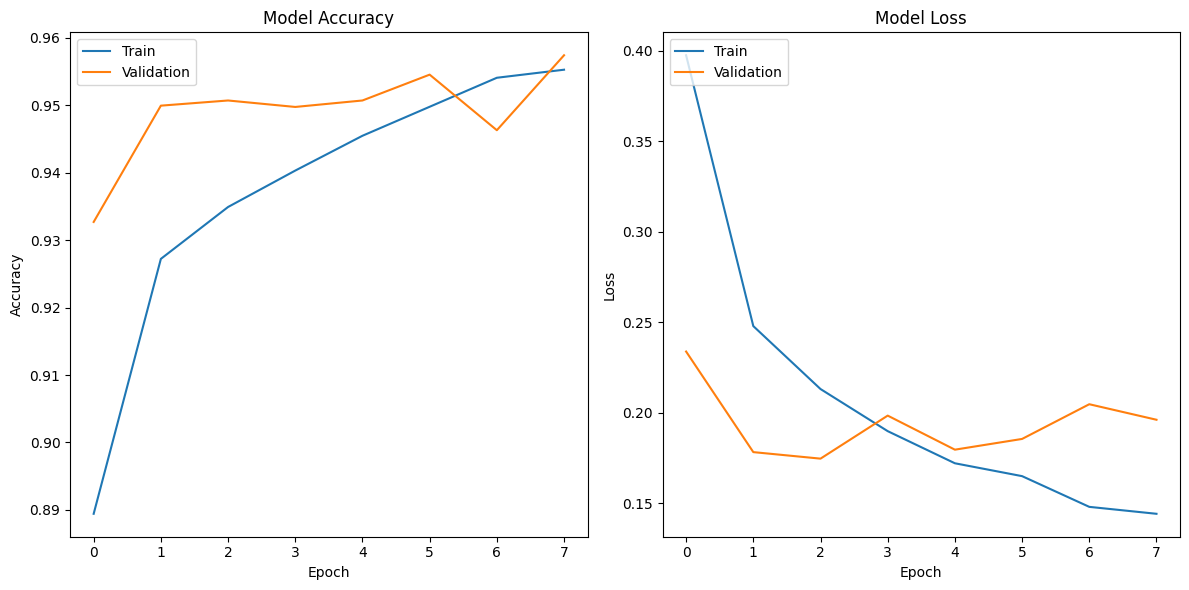 Model Accuracy
Train
Validation
0.96
0.95
0.94
0.93
0.92
0.91
0.90
0.89
Accuracy
0 1 2 3 4 5 6 7
Epoch
Model Loss
Train
Validation
0.40
0.35
0.30
0.25
0.20
0.15
Loss
0 1 2 3 4 5 6 7
Epoch